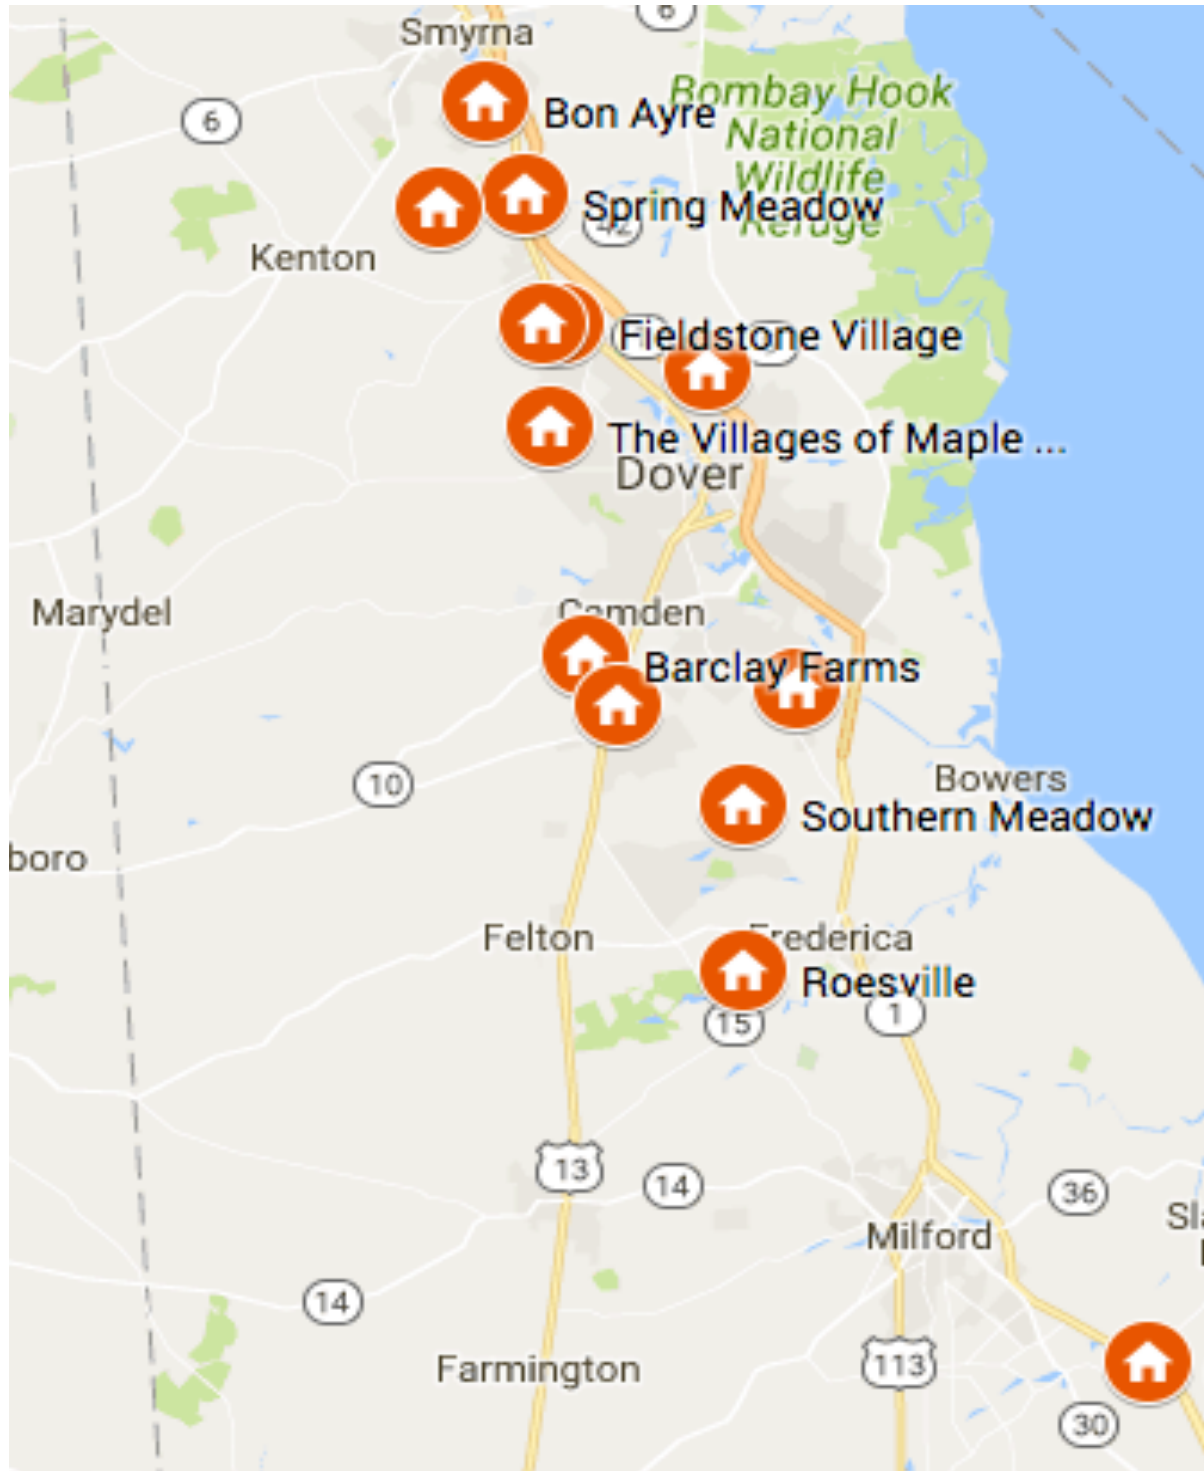 6
Smyrna
Bombay Hook
National
Wildlife
Refuge
Bon Ayre
6
Spring Meadow
42
Kenton
Fieldstone Village
The Villages of Maple ...
Dover
Marydel
Camden
Barclay Farms
10
Bowers
Southern Meadow
boro
Felton
Frederica
Roesville
15
1
13
14
36
Milford
14
Farmington
113
30